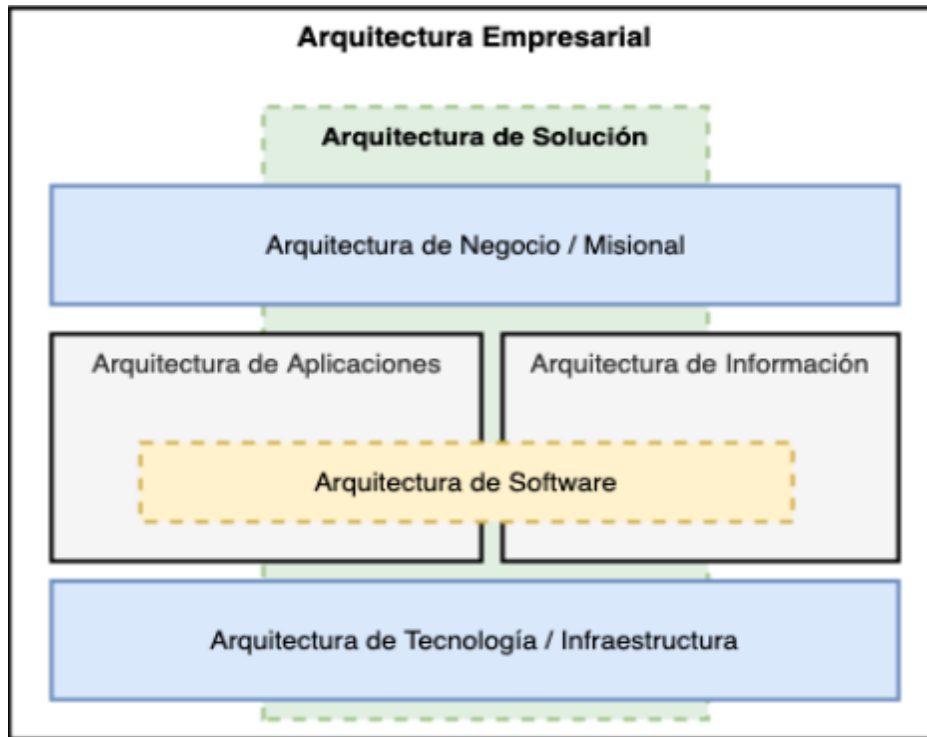 Arquitectura Empresarial
Arquitectura de Solución
Arquitectura de Negocio / Misional
Arquitectura de Aplicaciones
Arquitectura de Información
Arquitectura de Software
Arquitectura de Tecnología / Infraestructura